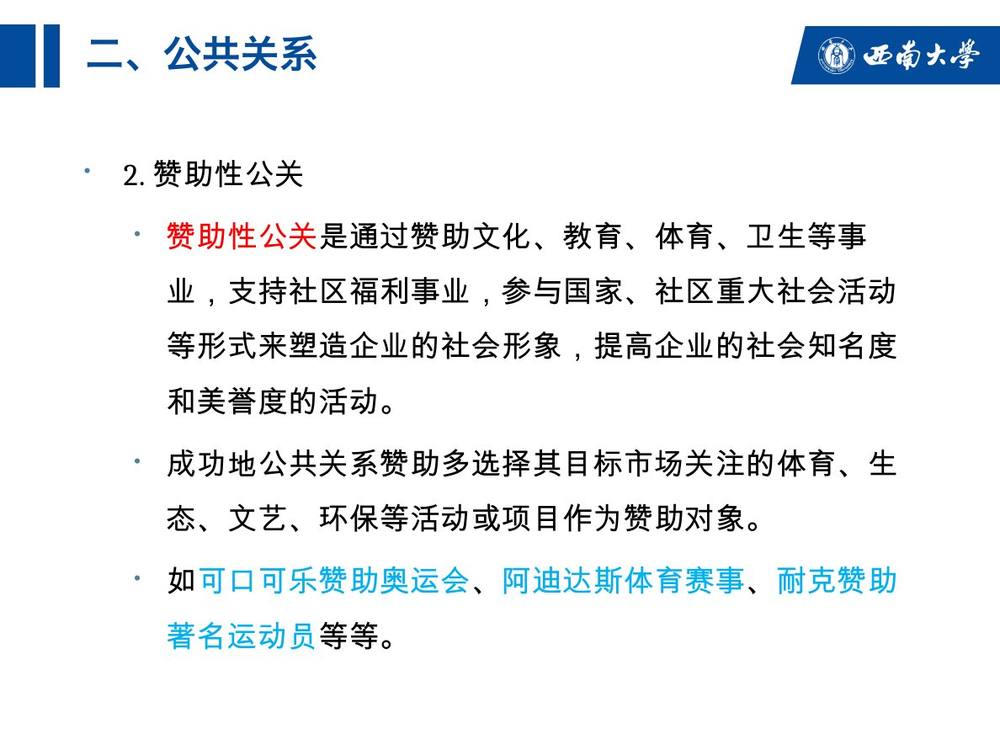 二、公共关系
西南大学
2. 赞助性公关
赞助性公关是通过赞助文化、教育、体育、卫生等事
业，支持社区福利事业，参与国家、社区重大社会活动
等形式来塑造企业的社会形象，提高企业的社会知名度
和美誉度的活动。
成功地公共关系赞助多选择其目标市场关注的体育、生
态、文艺、环保等活动或项目作为赞助对象。
如可口可乐赞助奥运会、阿迪达斯体育赛事、耐克赞助
著名运动员等等。